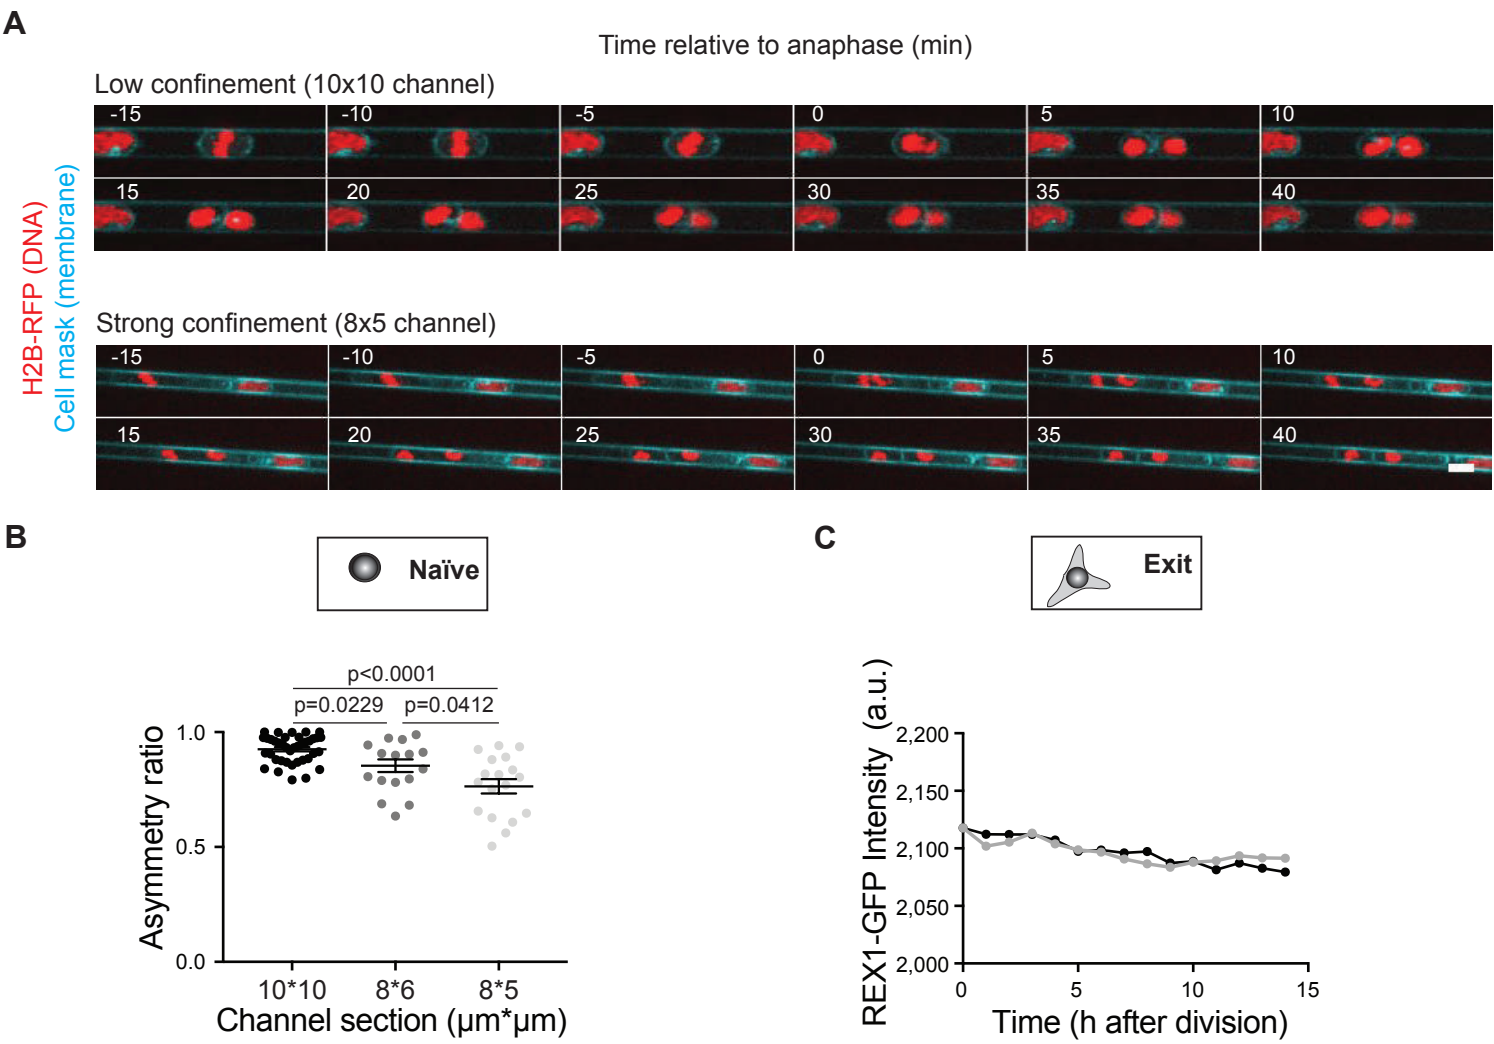 A
Time relative to anaphase (min)
Low confinement (10x10 channel)
-15 -10 -5 0 5 10
15 20 25 30 35 40
H2B-RFP (DNA)
Cell mask (membrane)
Strong confinement (8x5 channel)
-15 -10 -5 0 5 10
15 20 25 30 35 40
B
Naïve
p<0.0001
p=0.0229 p=0.0412
Asymmetry ratio
1.0
0.5
0.0
10*10 8*6 8*5
Channel section (µm*µm)
C
Exit
REX1-GFP Intensity (a.u.)
2,200
2,150
2,100
2,050
2,000
0 5 10 15
Time (h after division)